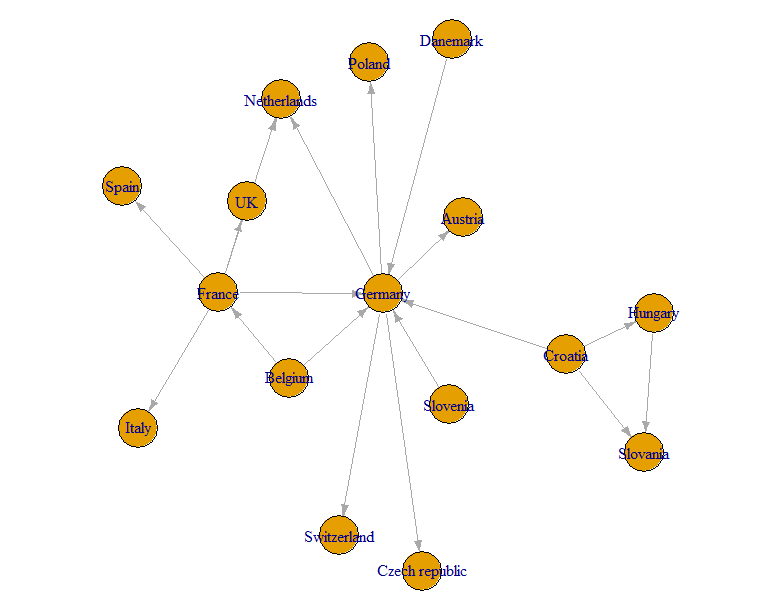 Danemark
Poland
Netherlands
Spain
UK
Austria
France
Germany
Hungary
Croatia
Belgium
Slovenia
Italy
Slovania
Switzerland
Czech republic